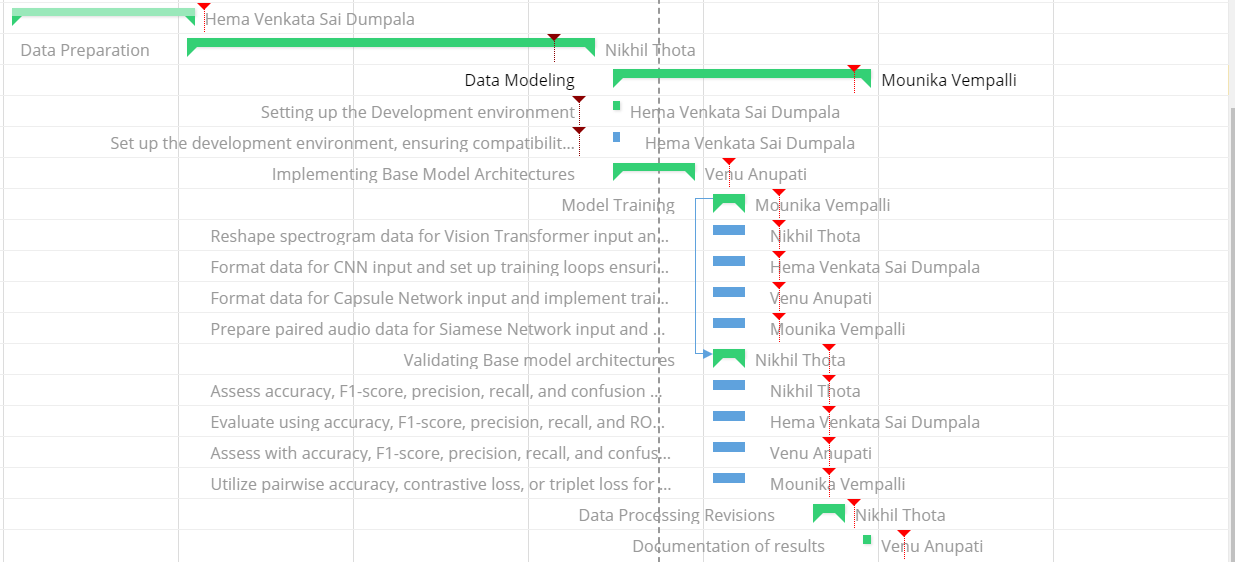 Hema Venkata Sai Dumpala
Data Preparation Nikhil Thota
Data Modeling Mounika Vempalli
Setting up the Development environment Hema Venkata Sai Dumpala
Set up the development environment, ensuring compatibilit... Hema Venkata Sai Dumpala
Implementing Base Model Architectures Venu Anupati
Model Training Mounika Vempalli
Reshape spectrogram data for Vision Transformer input an... Nikhil Thota
Format data for CNN input and set up training loops ensuri... Hema Venkata Sai Dumpala
Format data for Capsule Network input and implement trai... Venu Anupati
Prepare paired audio data for Siamese Network input and ... Mounika Vempalli
Validating Base model architectures Nikhil Thota
Assess accuracy, F1-score, precision, recall, and confusion ... Nikhil Thota
Evaluate using accuracy, F1-score, precision, recall, and RO... Hema Venkata Sai Dumpala
Assess with accuracy, F1-score, precision, recall, and confus... Venu Anupati
Utilize pairwise accuracy, contrastive loss, or triplet loss for ... Mounika Vempalli
Data Processing Revisions Nikhil Thota
Documentation of results Venu Anupati